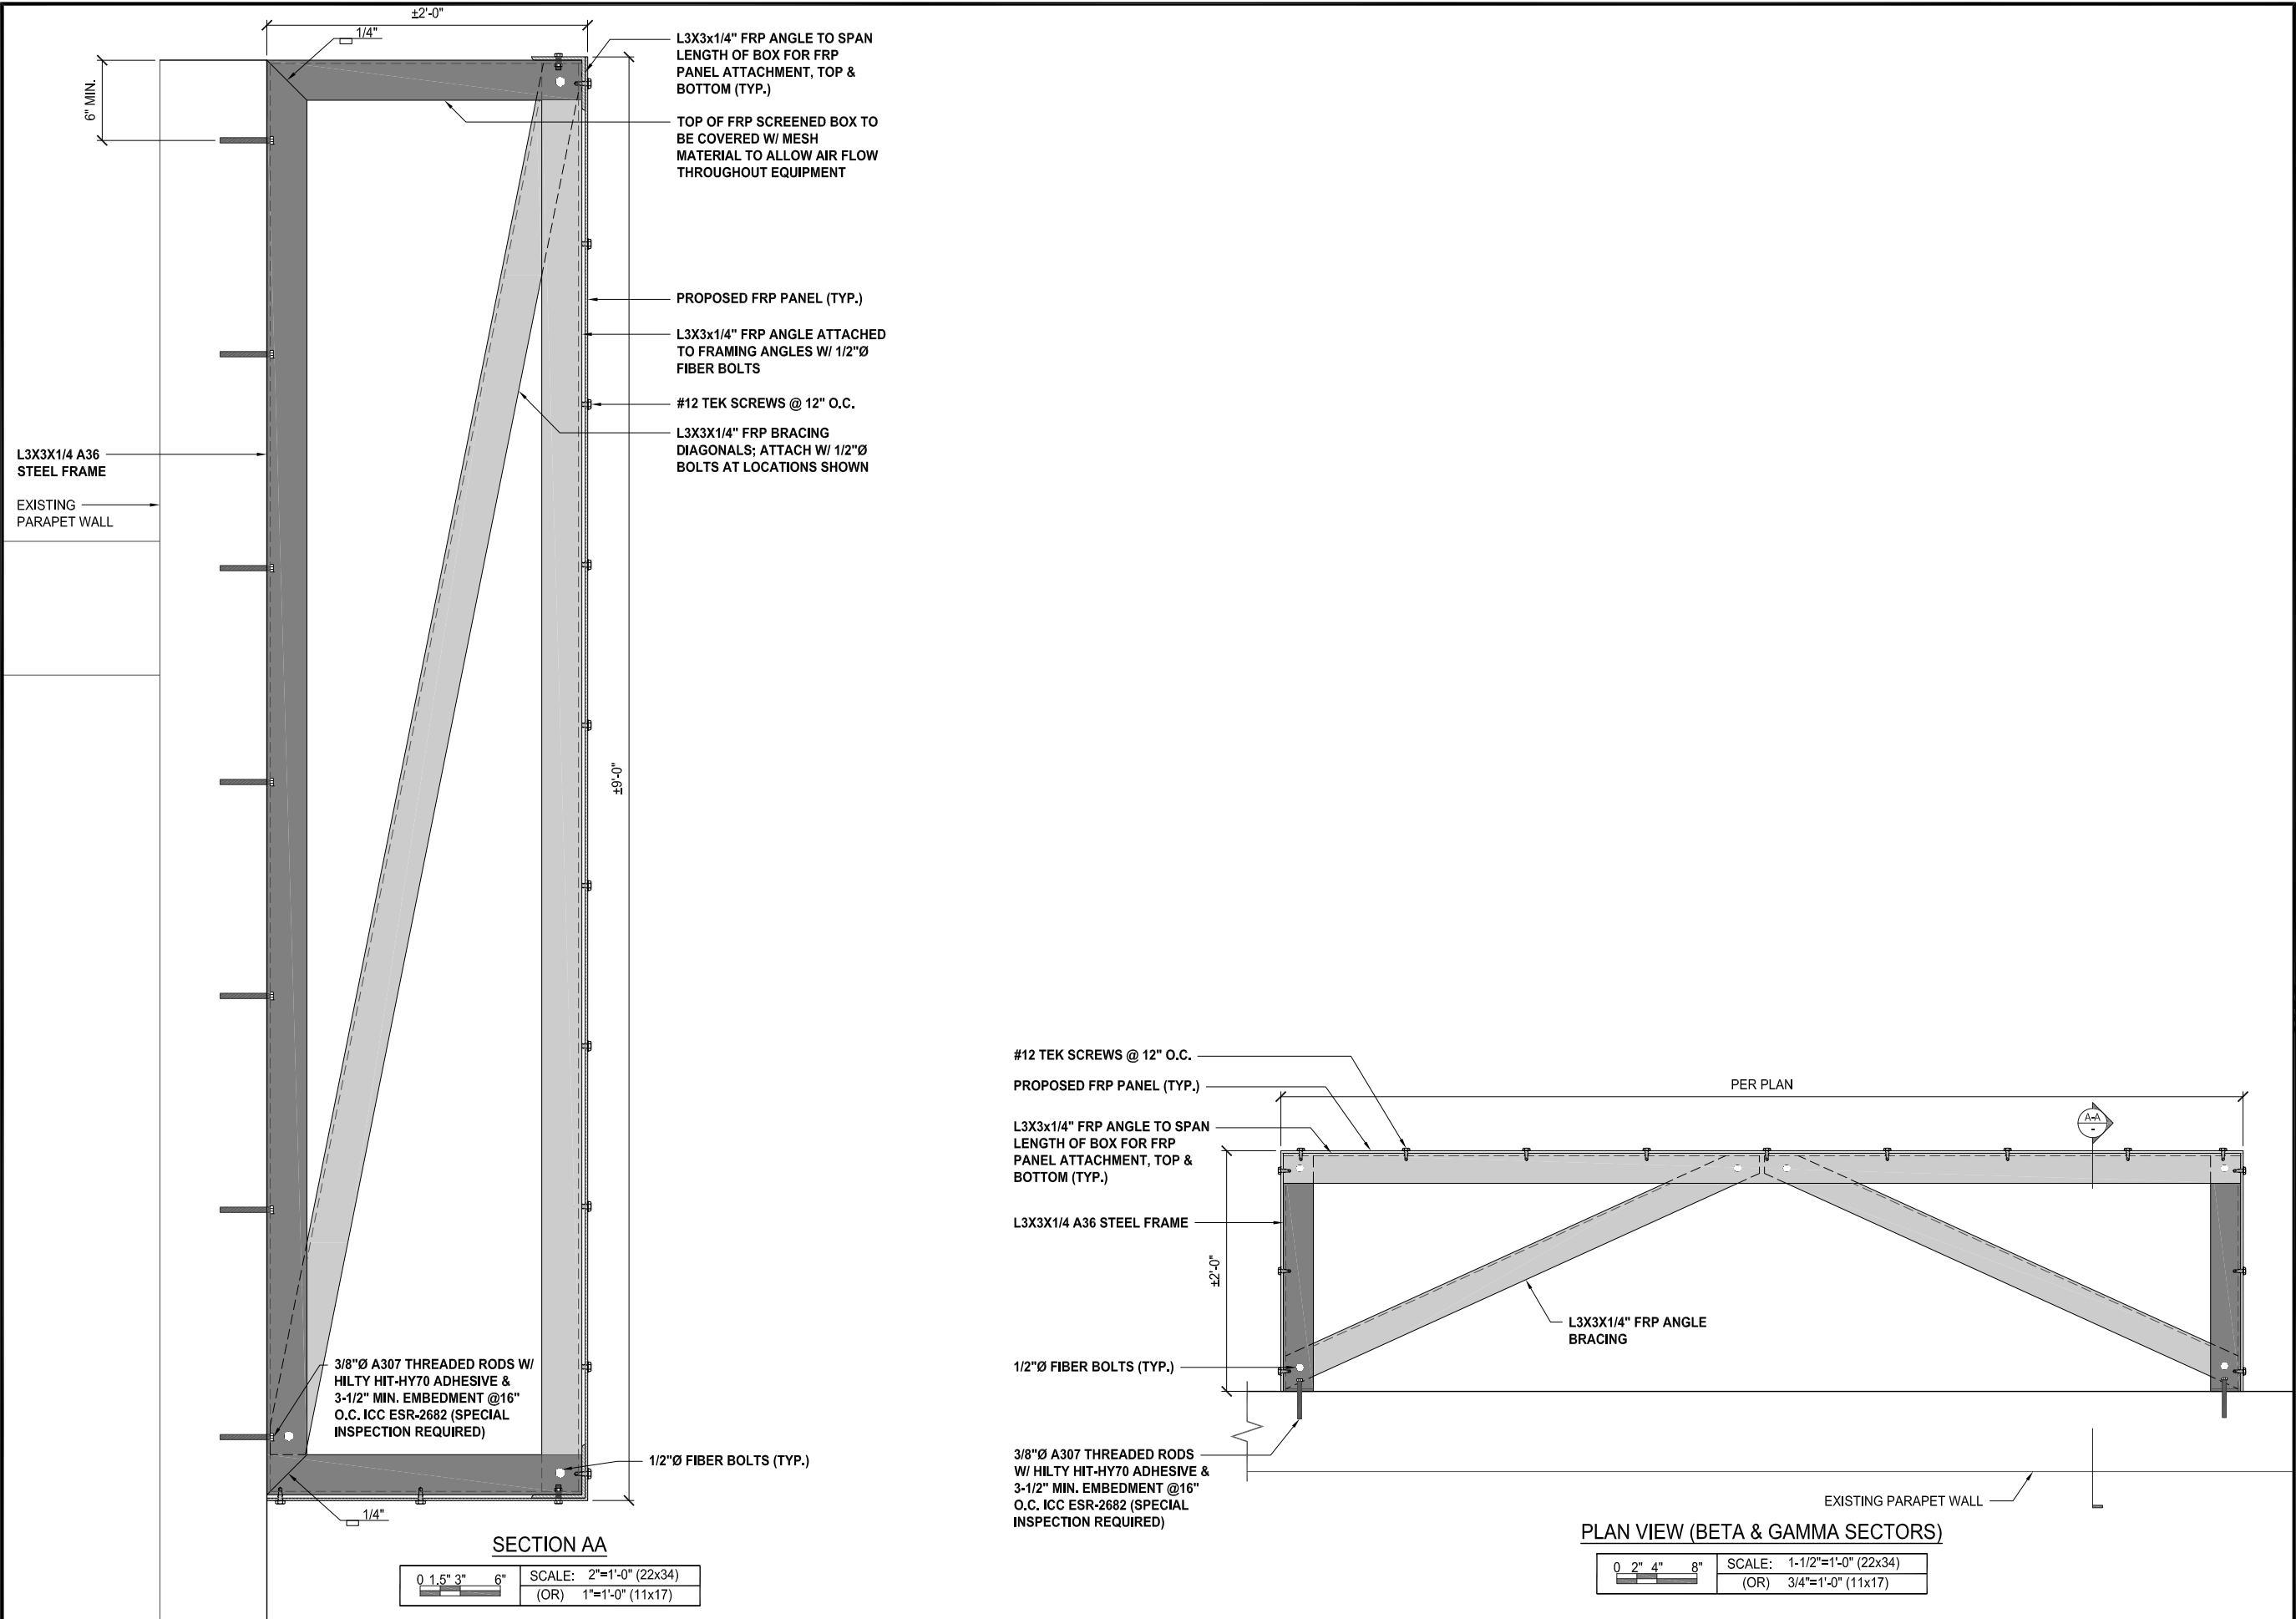 ±2'-0"
1/4"
6" MIN.
L3X3x1/4" FRP ANGLE TO SPAN
LENGTH OF BOX FOR FRP
PANEL ATTACHMENT, TOP &
BOTTOM (TYP.)
TOP OF FRP SCREENED BOX TO
BE COVERED W/ MESH
MATERIAL TO ALLOW AIR FLOW
THROUGHOUT EQUIPMENT
PROPOSED FRP PANEL (TYP.)
L3X3x1/4" FRP ANGLE ATTACHED
TO FRAMING ANGLES W/ 1/2"Ø
FIBER BOLTS
#12 TEK SCREWS @ 12" O.C.
L3X3X1/4" FRP BRACING
DIAGONALS; ATTACH W/ 1/2"Ø
BOLTS AT LOCATIONS SHOWN
L3X3X1/4 A36
STEEL FRAME
EXISTING
PARAPET WALL
±9'-0"
3/8"Ø A307 THREADED RODS W/
HILTY HIT-HY70 ADHESIVE &
3-1/2" MIN. EMBEDMENT @16"
O.C. ICC ESR-2682 (SPECIAL
INSPECTION REQUIRED)
1/2"Ø FIBER BOLTS (TYP.)
1/4"
SECTION AA
0 1.5" 3" 6"
SCALE: 2"=1'-0" (22x34)
(OR) 1"=1'-0" (11x17)
#12 TEK SCREWS @ 12" O.C.
PROPOSED FRP PANEL (TYP.)
PER PLAN
A-A
-
L3X3x1/4" FRP ANGLE TO SPAN
LENGTH OF BOX FOR FRP
PANEL ATTACHMENT, TOP &
BOTTOM (TYP.)
L3X3X1/4 A36 STEEL FRAME
±2'-0"
L3X3X1/4" FRP ANGLE
BRACING
1/2"Ø FIBER BOLTS (TYP.)
3/8"Ø A307 THREADED RODS
W/ HILTY HIT-HY70 ADHESIVE &
3-1/2" MIN. EMBEDMENT @16"
O.C. ICC ESR-2682 (SPECIAL
INSPECTION REQUIRED)
EXISTING PARAPET WALL
PLAN VIEW (BETA & GAMMA SECTORS)
0 2" 4" 8"
SCALE: 1-1/2"=1'-0" (22x34)
(OR) 3/4"=1'-0" (11x17)